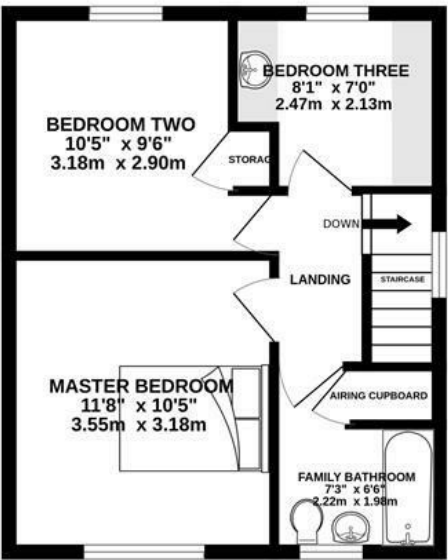 BEDROOM THREE
8'1" x 7'0"
2.47m x 2.13m
BEDROOM TWO
10'5" x 9'6"
3.18m x 2.90m
STORAG
DOWN
LANDING
STAIRCASE
MASTER BEDROOM
11'8" x 10'5"
3.55m x 3.18m
AIRING CUPBOARD
FAMILY BATHROOM
7'3" x 6'6"
2.22m x 1.98m